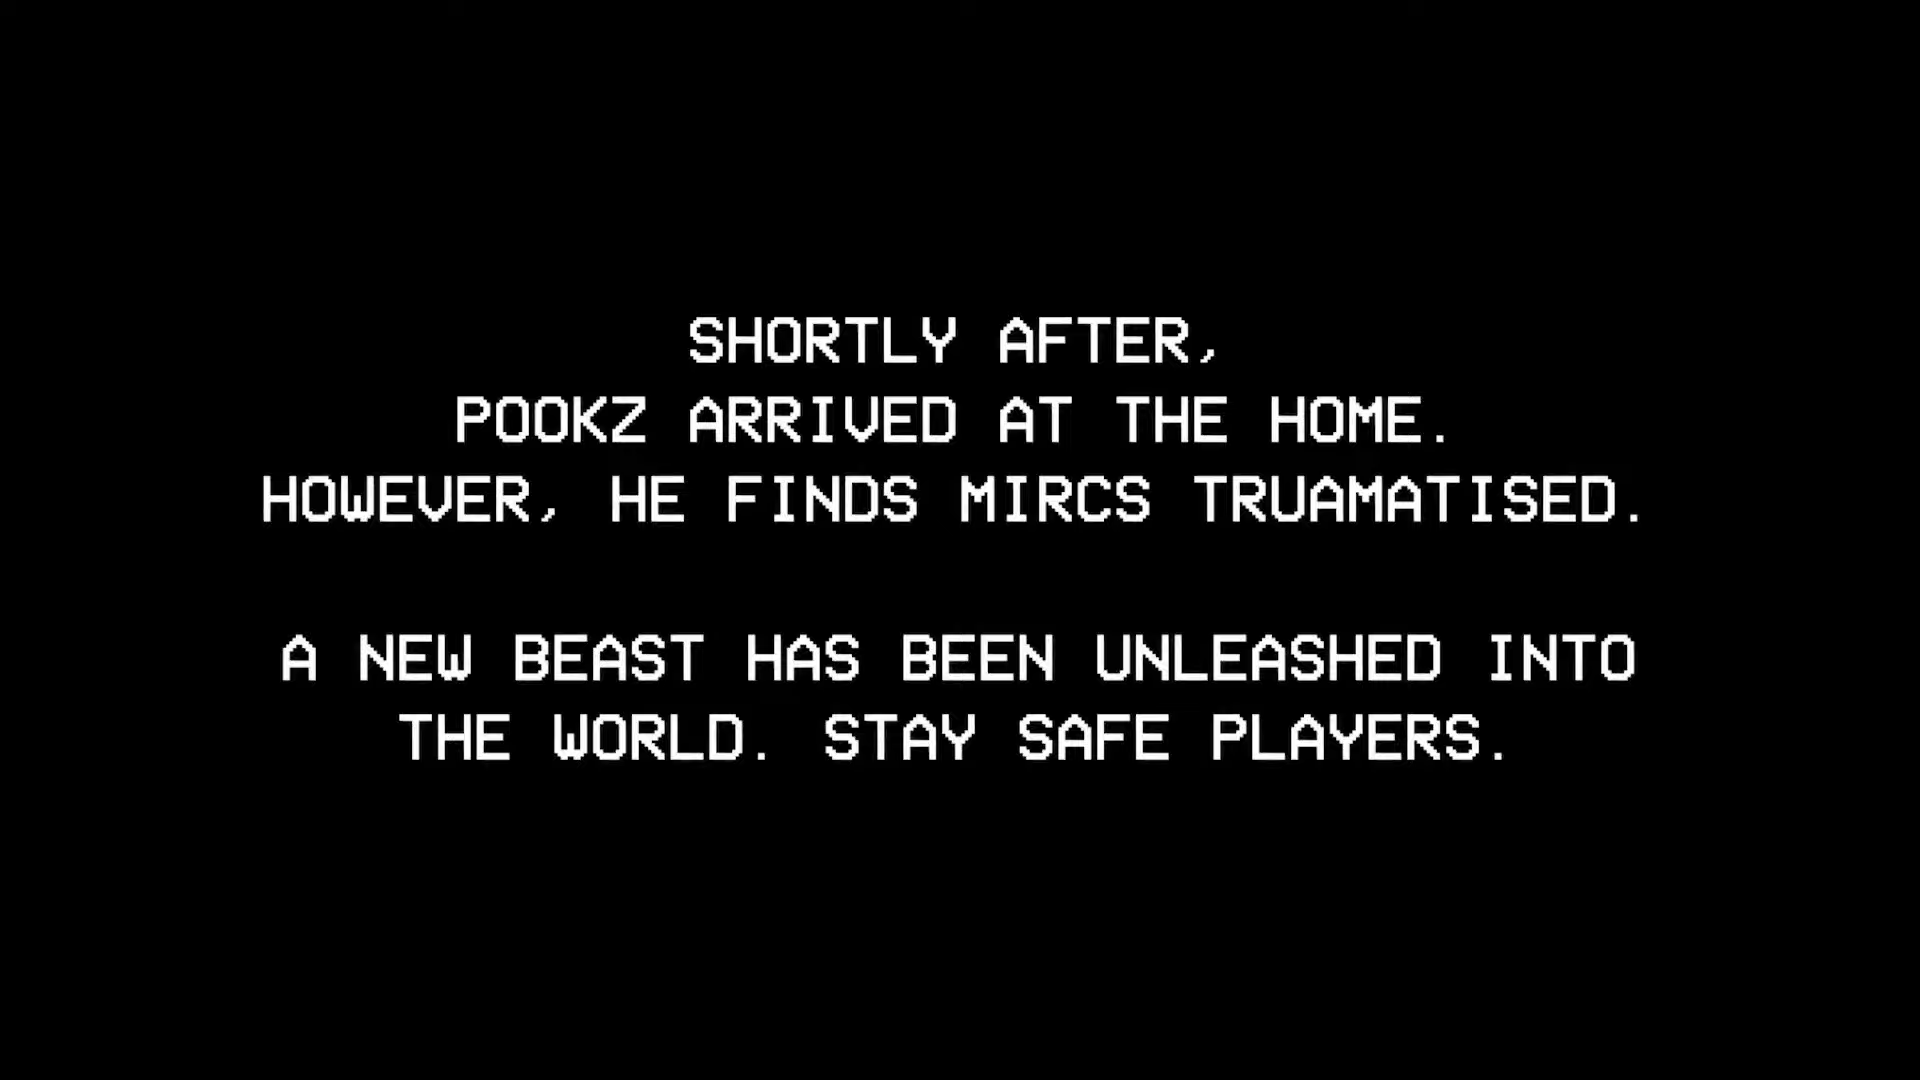 SHORTLY AFTER,
POOKZ ARRIVED AT THE HOME.
HOWEVER, HE FINDS MIRCS TRUAMATISED.
A NEW BEAST HAS BEEN UNLEASHED INTO
THE WORLD. STAY SAFE PLAYERS.